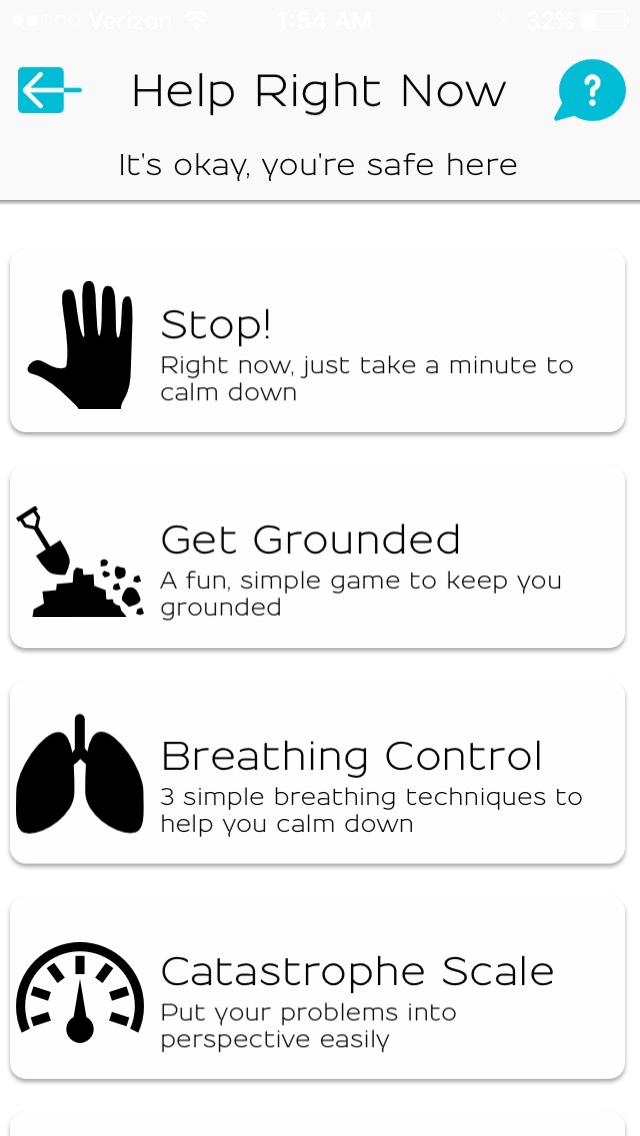 Verizon 1:54 AM 32%
Help Right Now
?
It's okay, you're safe here
Stop!
Right now, just take a minute to
calm down
Get Grounded
A fun, simple game to keep you
grounded
Breathing Control
3 simple breathing techniques to
help you calm down
Catastrophe Scale
Put your problems into
perspective easily